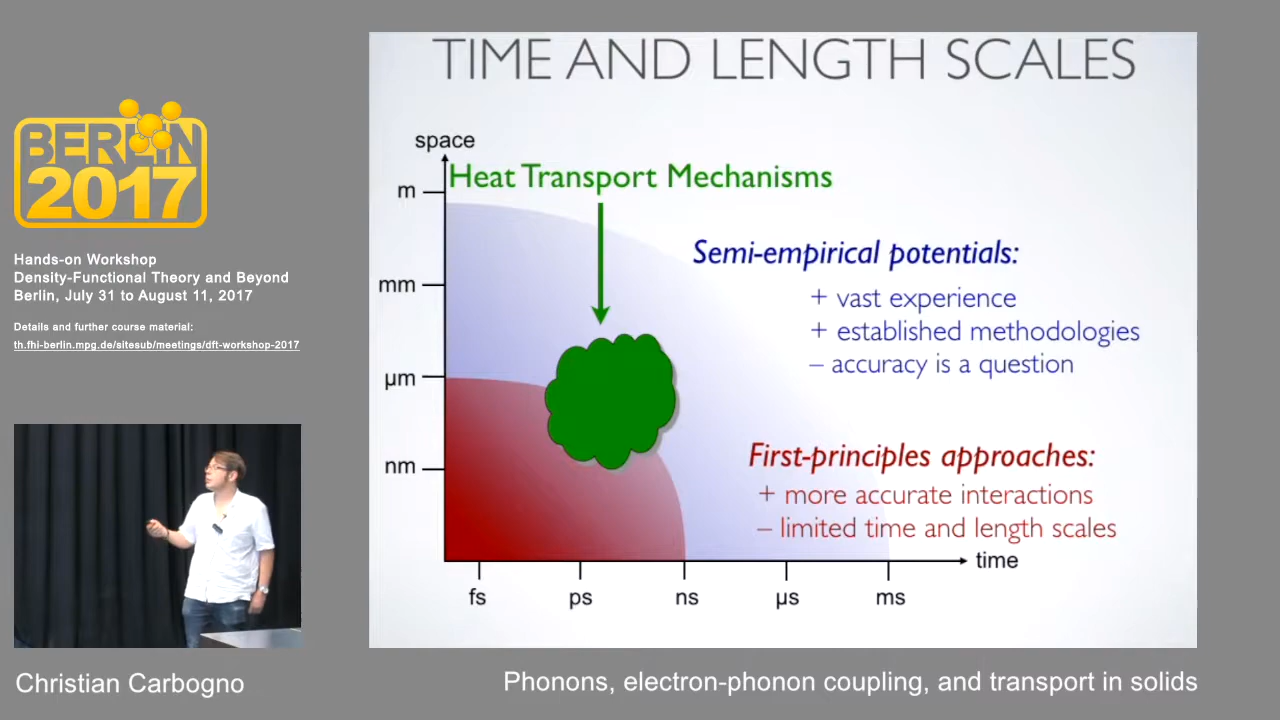 BERLIN
2017
Hands-on Workshop
Density-Functional Theory and Beyond
Berlin, July 31 to August 11, 2017
Details and further course material:
th.fhi-berlin.mpg.de/sitesub/meetings/dft-workshop-2017
TIME AND LENGTH SCALES
space
Heat Transport Mechanisms
m
mm
µm
nm
Semi-empirical potentials:
+ vast experience
+ established methodologies
– accuracy is a question
First-principles approaches:
+ more accurate interactions
– limited time and length scales
time
fs
ps
ns
µs
ms
Christian Carbogno
Phonons, electron-phonon coupling, and transport in solids